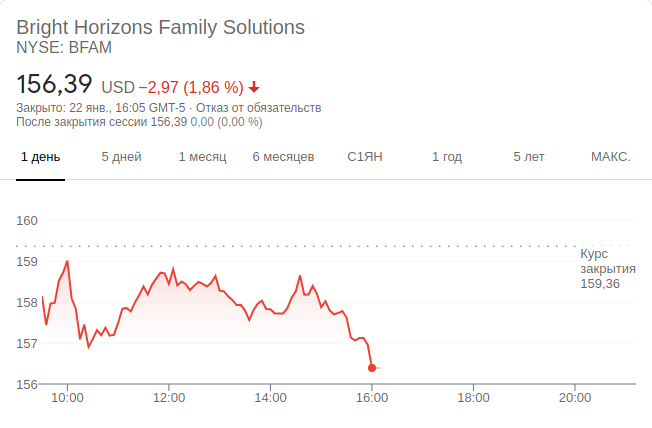 Bright Horizons Family Solutions
NYSE: BFAM
156,39 USD −2,97 (1,86 %)
Закрыто: 22 янв., 16:05 GMT-5 · Отказ от обязательств
После закрытия сессии 156,39 0,00 (0,00 %)
1 день 5 дней 1 месяц 6 месяцев С1ЯН 1 год 5 лет МАКС.
160
159
158
157
156
Курс
закрытия
159,36
10:00 12:00 14:00 16:00 18:00 20:00